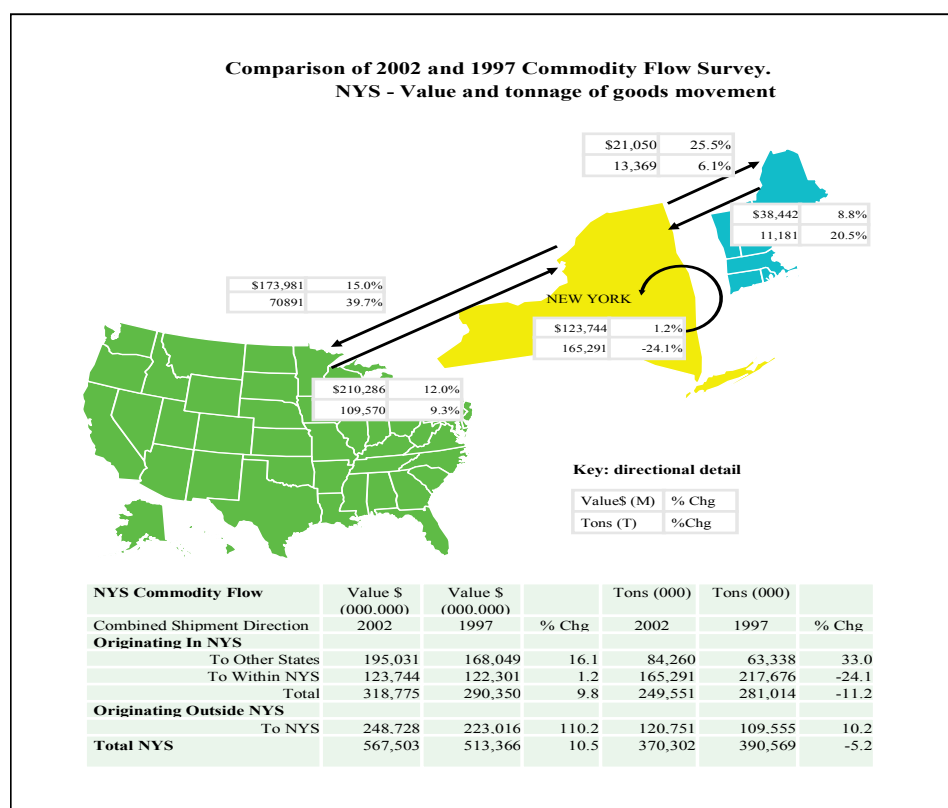 Comparison of 2002 and 1997 Commodity Flow Survey.
NYS - Value and tonnage of goods movement
$21,050 25.5%
13,369 6.1%
$38,442 8.8%
11,181 20.5%
$173,981 15.0%
70891 39.7%
NEW YORK
$123,744 1.2%
165,291 -24.1%
$210,286 12.0%
109,570 9.3%
Key: directional detail
Value$ (M) % Chg
Tons (T) %Chg
NYS Commodity Flow Value $ Value $ Tons (000) Tons (000)
(000,000) (000,000)
Combined Shipment Direction 2002 1997 % Chg 2002 1997 % Chg
Originating In NYS
To Other States 195,031 168,049 16.1 84,260 63,338 33.0
To Within NYS 123,744 122,301 1.2 165,291 217,676 -24.1
Total 318,775 290,350 9.8 249,551 281,014 -11.2
Originating Outside NYS
To NYS 248,728 223,016 110.2 120,751 109,555 10.2
Total NYS 567,503 513,366 10.5 370,302 390,569 -5.2